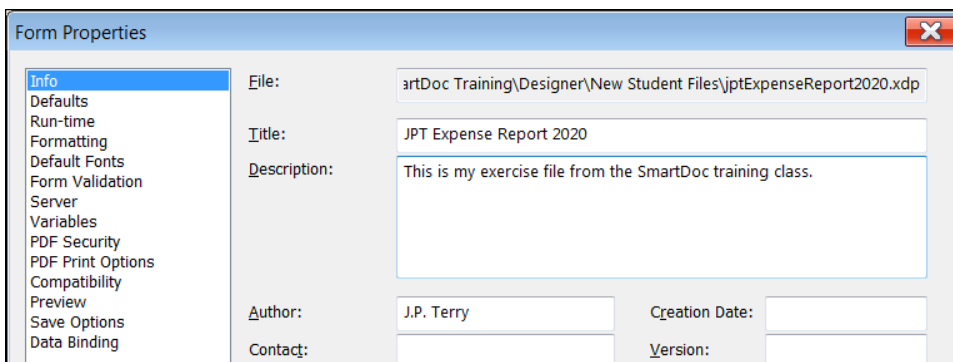 Form Properties
Info
Defaults
Run-time
Formatting
Default Fonts
Form Validation
Server
Variables
PDF Security
PDF Print Options
Compatibility
Preview
Save Options
Data Binding
File: artDoc Training\Designer\New Student Files\jptExpenseReport2020.xdp
Title: JPT Expense Report 2020
Description: This is my exercise file from the SmartDoc training class.
Author: J.P. Terry Creation Date:
Contact: Version: